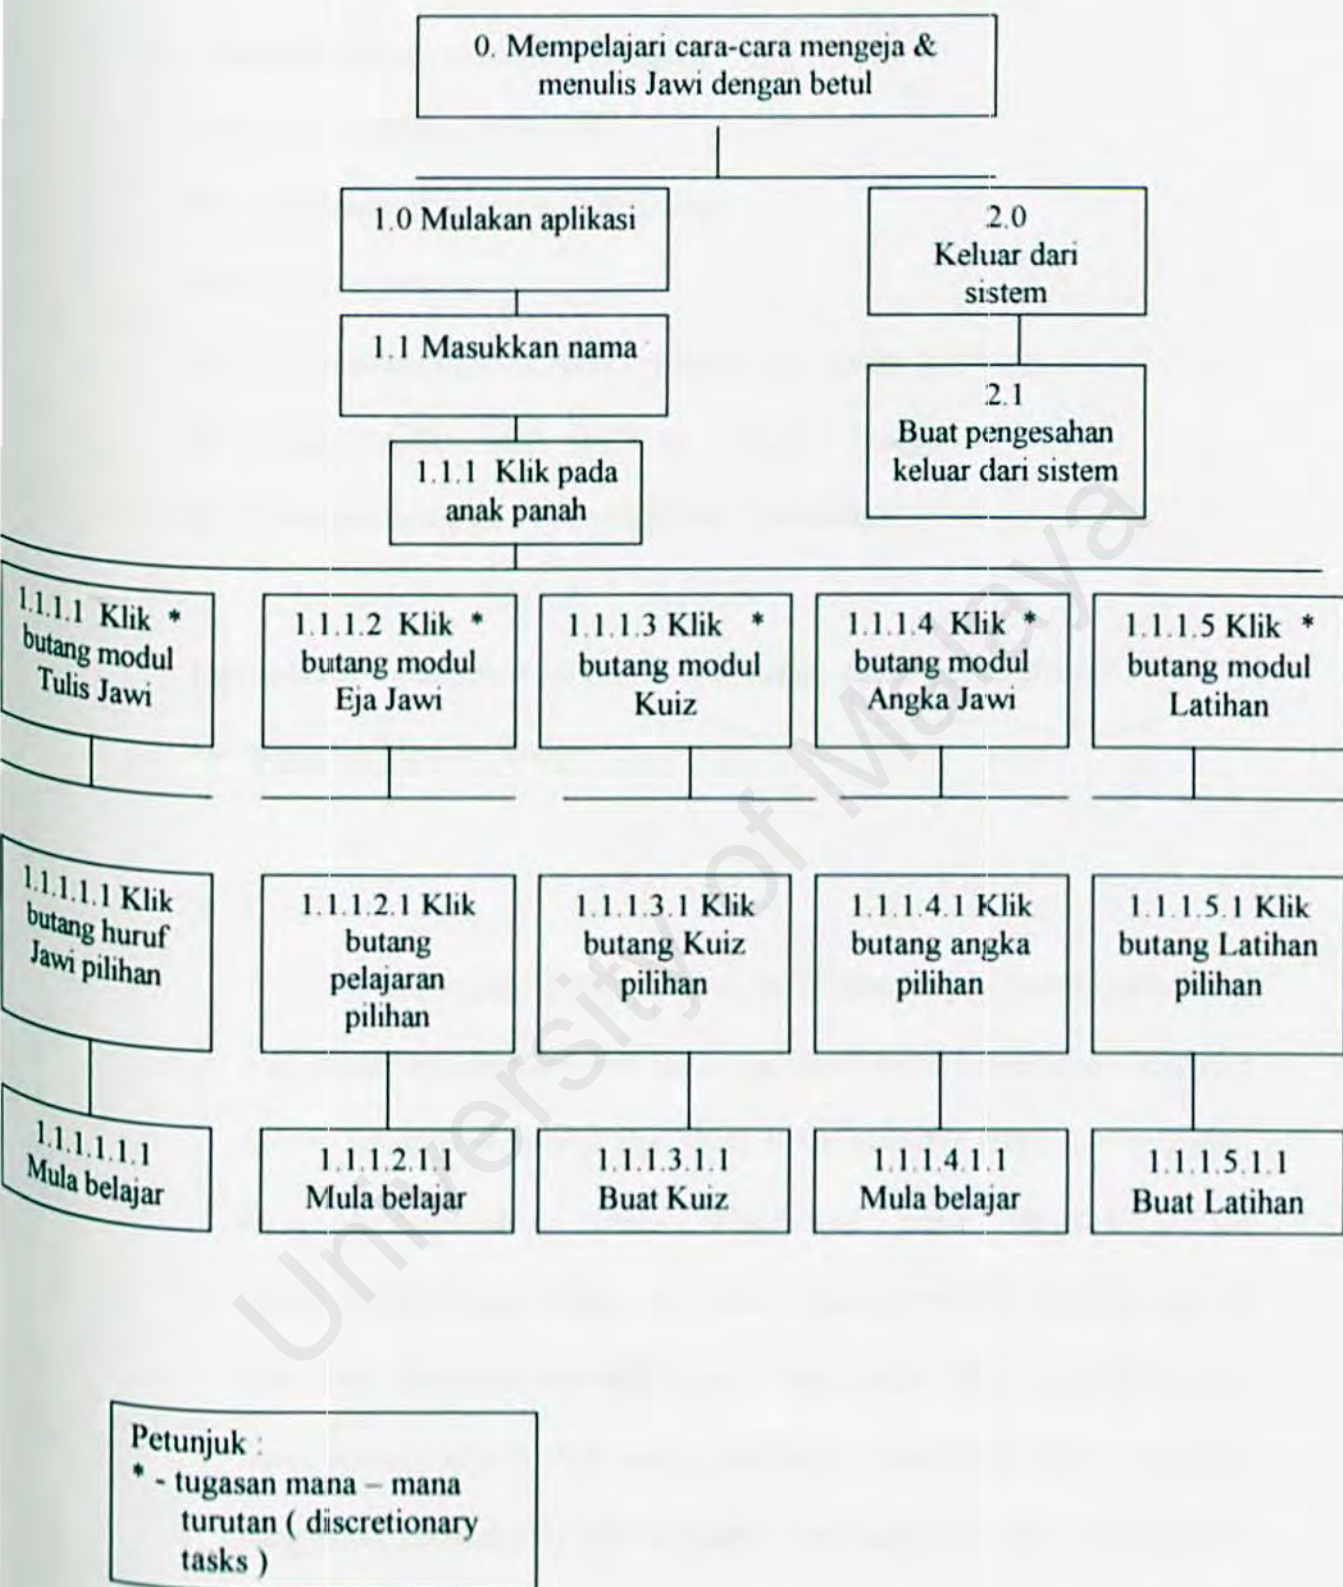 0. Mempelajari cara-cara mengeja &
menulis Jawi dengan betul
1.0 Mulakan aplikasi
2.0
Keluar dari
sistem
1.1 Masukkan nama
2.1
Buat pengesahan
keluar dari sistem
1.1.1 Klik pada
anak panah
1.1.1.1 Klik *
butang modul
Tulis Jawi
1.1.1.2 Klik *
butang modul
Eja Jawi
1.1.1.3 Klik *
butang modul
Kuiz
1.1.1.4 Klik *
butang modul
Angka Jawi
1.1.1.5 Klik *
butang modul
Latihan
1.1.1.1.1 Klik
butang huruf
Jawi pilihan
1.1.1.2.1 Klik
butang
pelajaran
pilihan
1.1.1.3.1 Klik
butang Kuiz
pilihan
1.1.1.4.1 Klik
butang angka
pilihan
1.1.1.5.1 Klik
butang Latihan
pilihan
1.1.1.1.1.1
Mula belajar
1.1.1.2.1.1
Mula belajar
1.1.1.3.1.1
Buat Kuiz
1.1.1.4.1.1
Mula belajar
1.1.1.5.1.1
Buat Latihan
Petunjuk :
* - tugasan mana – mana
turutan ( discretionary
tasks )
University of Malaya